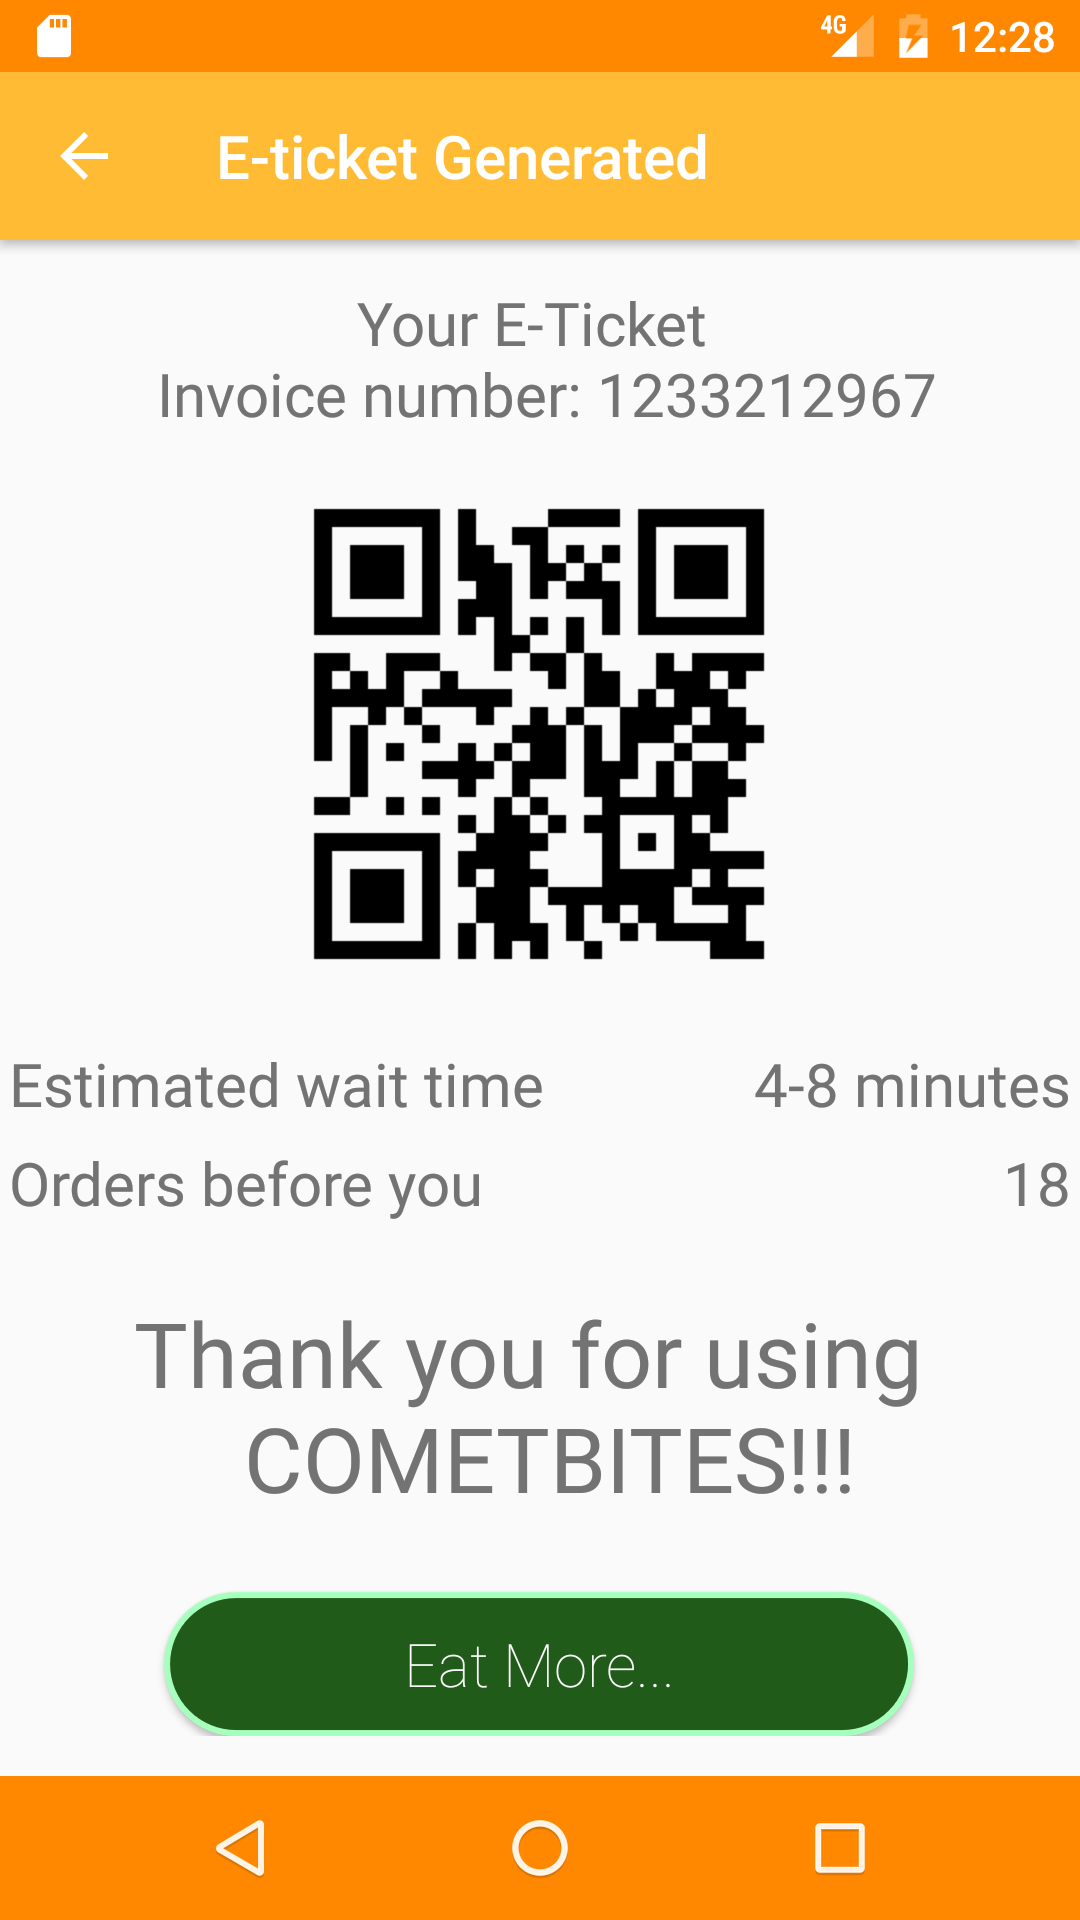 4G 12:28
E-ticket Generated
Your E-Ticket
Invoice number: 1233212967
Estimated wait time 4-8 minutes
Orders before you 18
Thank you for using
COMETBITES!!!
Eat More...